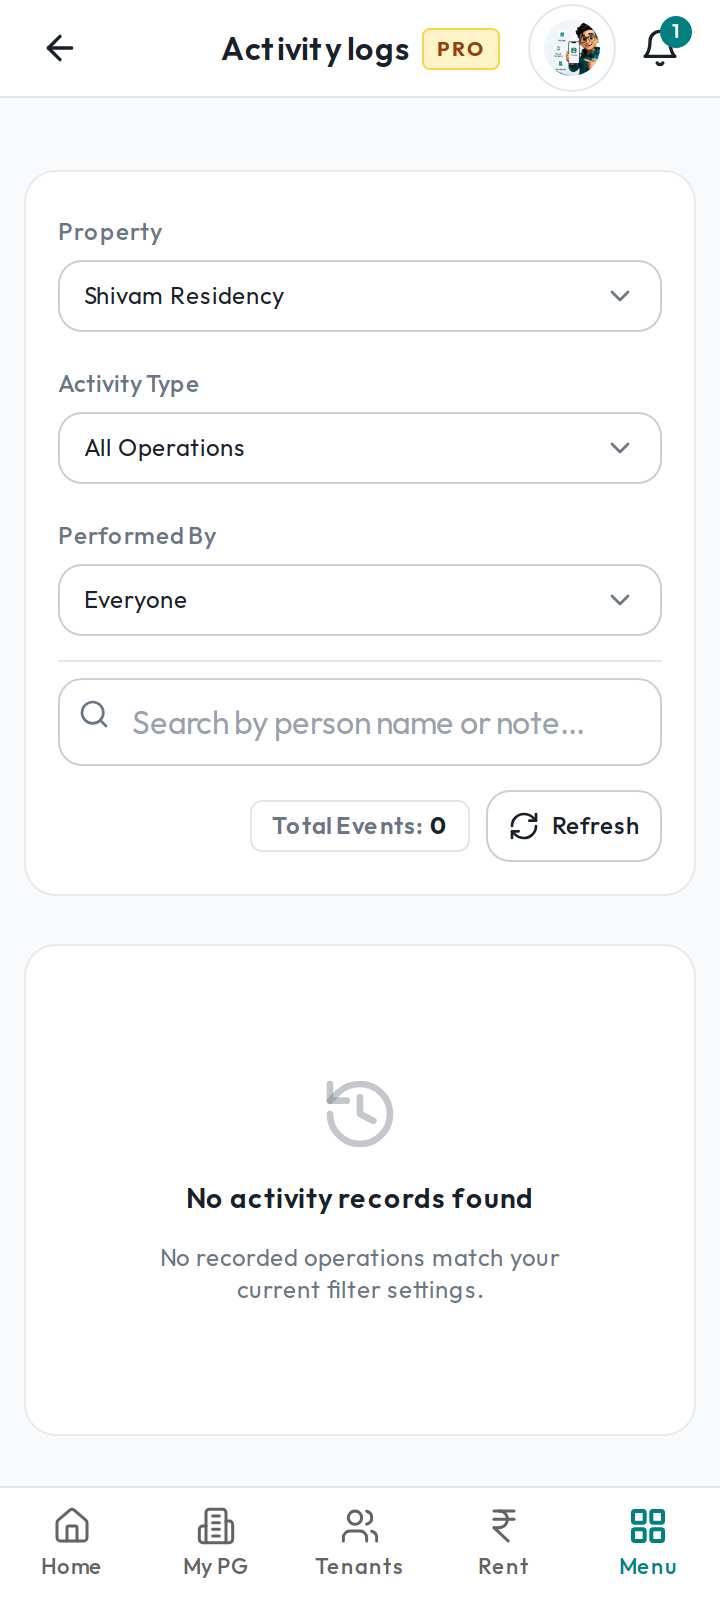 Activity logs
PRO
1
Property
Shivam Residency
Activity Type
All Operations
Performed By
Everyone
Search by person name or note...
Total Events: 0
Refresh
No activity records found
No recorded operations match your
current filter settings.
Home
My PG
Tenants
Rent
Menu